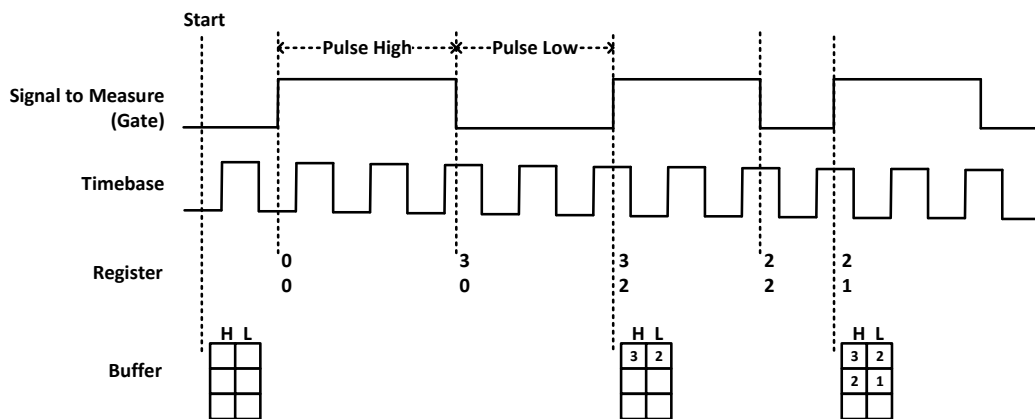 Start
Pulse High
Pulse Low
Signal to Measure
(Gate)
Timebase
Register
0 3 3 2 2
0 0 2 2 1
Buffer
H L
H L
3 2
H L
3 2
2 1